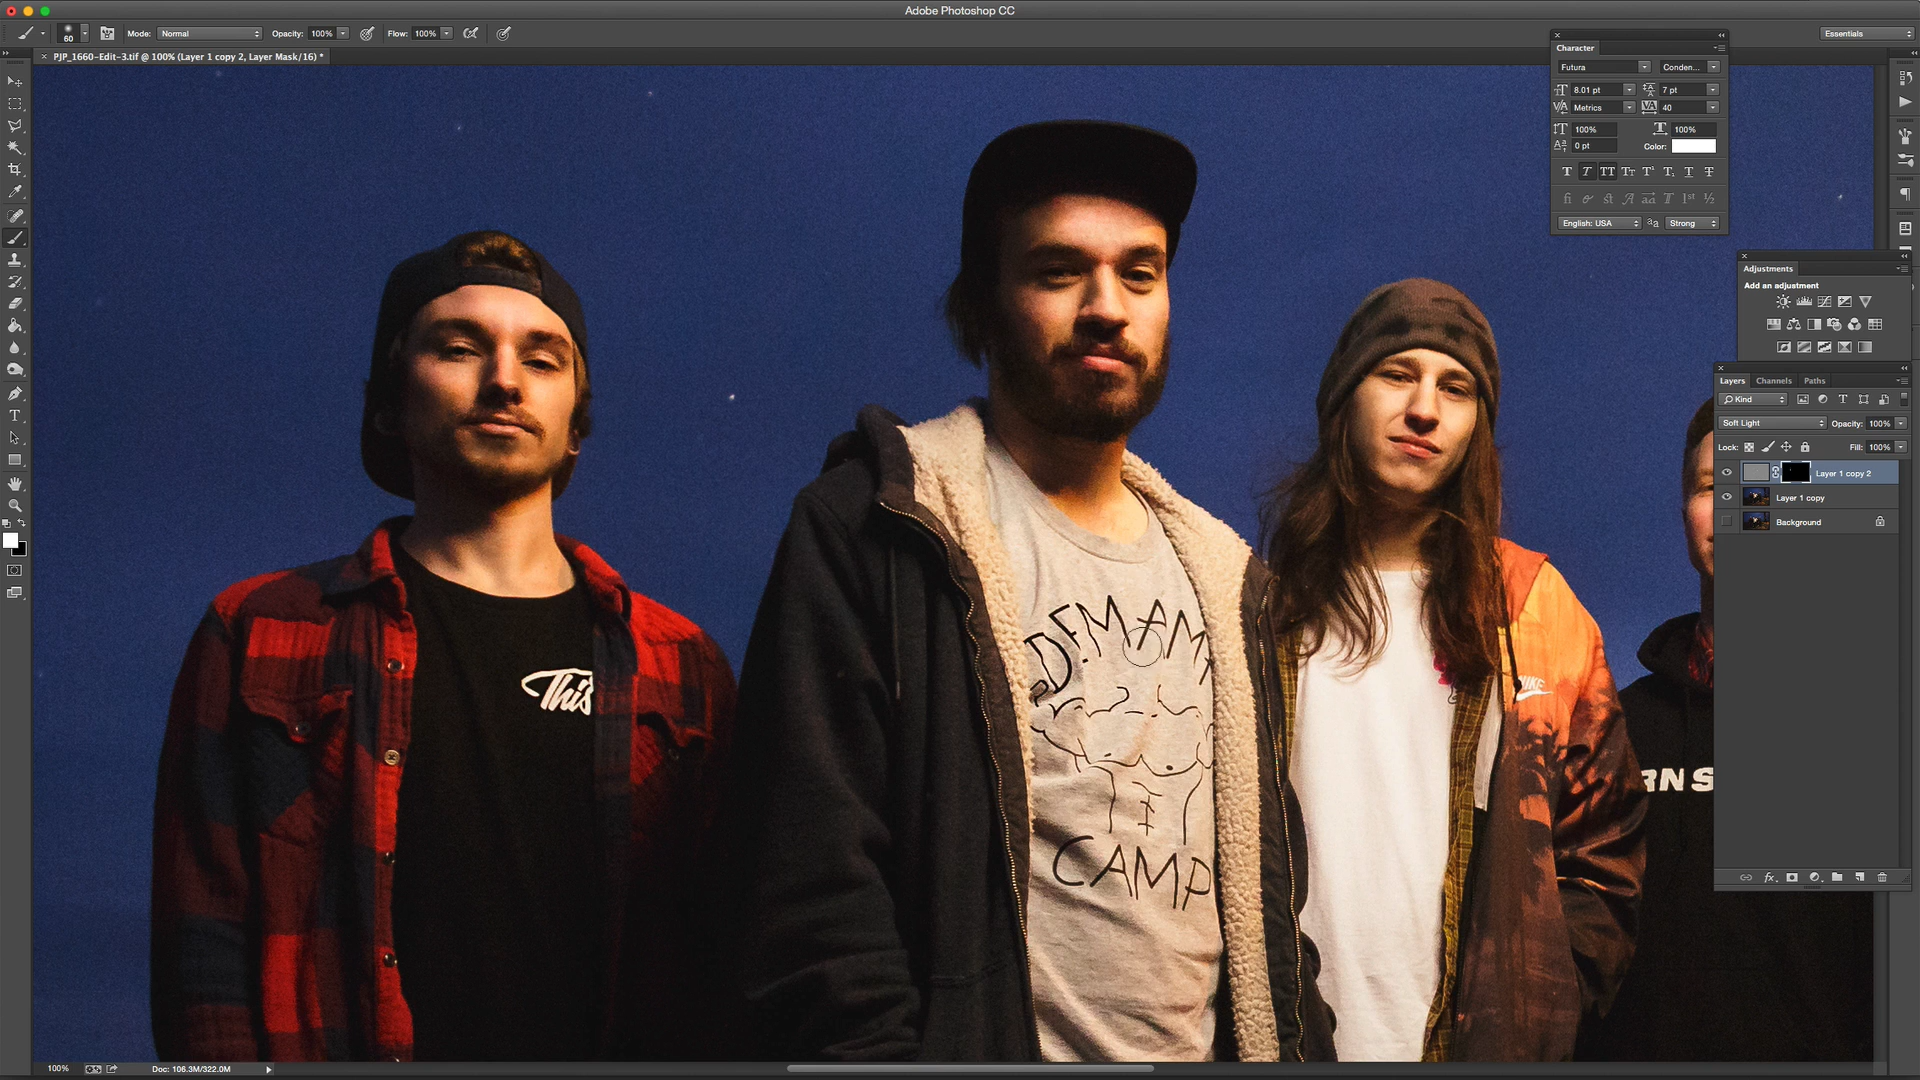 Adobe Photoshop CC
60
Mode: Normal
Opacity: 100%
Flow: 100%
Essentials
PJP_1660-Edit-3.tif @ 100% (Layer 1 copy 2, Layer Mask/16) *
Character
Futura
Conden...
8.01 pt
7 pt
Metrics
40
100%
100%
0 pt
Color:
English: USA
Strong
Adjustments
Add an adjustment
Layers
Channels
Paths
Kind
Soft Light
Opacity: 100%
Lock:
Fill: 100%
Layer 1 copy 2
Layer 1 copy
Background
This
CAMP
NIKE
RNS
100%
Doc: 106.3M/322.0M